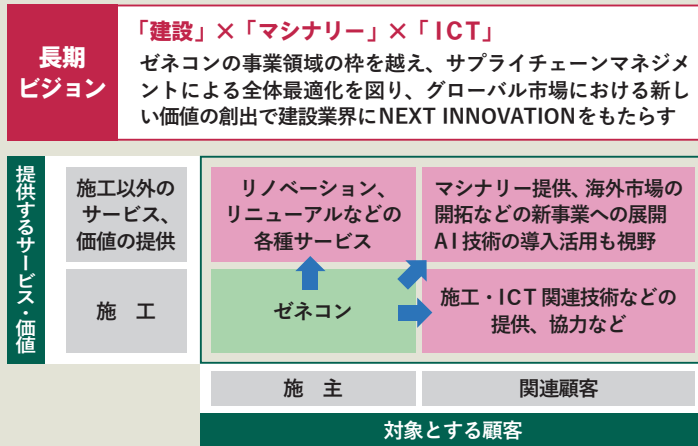 長期
ビジョン
「建設」×「マシナリー」×「ICT」
ゼネコンの事業領域の枠を越え、サプライチェーンマネジメ
ントによる全体最適化を図り、グローバル市場における新し
い価値の創出で建設業界にNEXT INNOVATIONをもたらす
提供するサービス・価値
施工以外の
サービス、
価値の提供
リノベーション、
リニューアルなどの
各種サービス
マシナリー提供、海外市場の
開拓などの新事業への展開
AI技術の導入活用も視野
施　工
ゼネコン
施工・ICT関連技術などの
提供、協力など
施　主
関連顧客
対象とする顧客